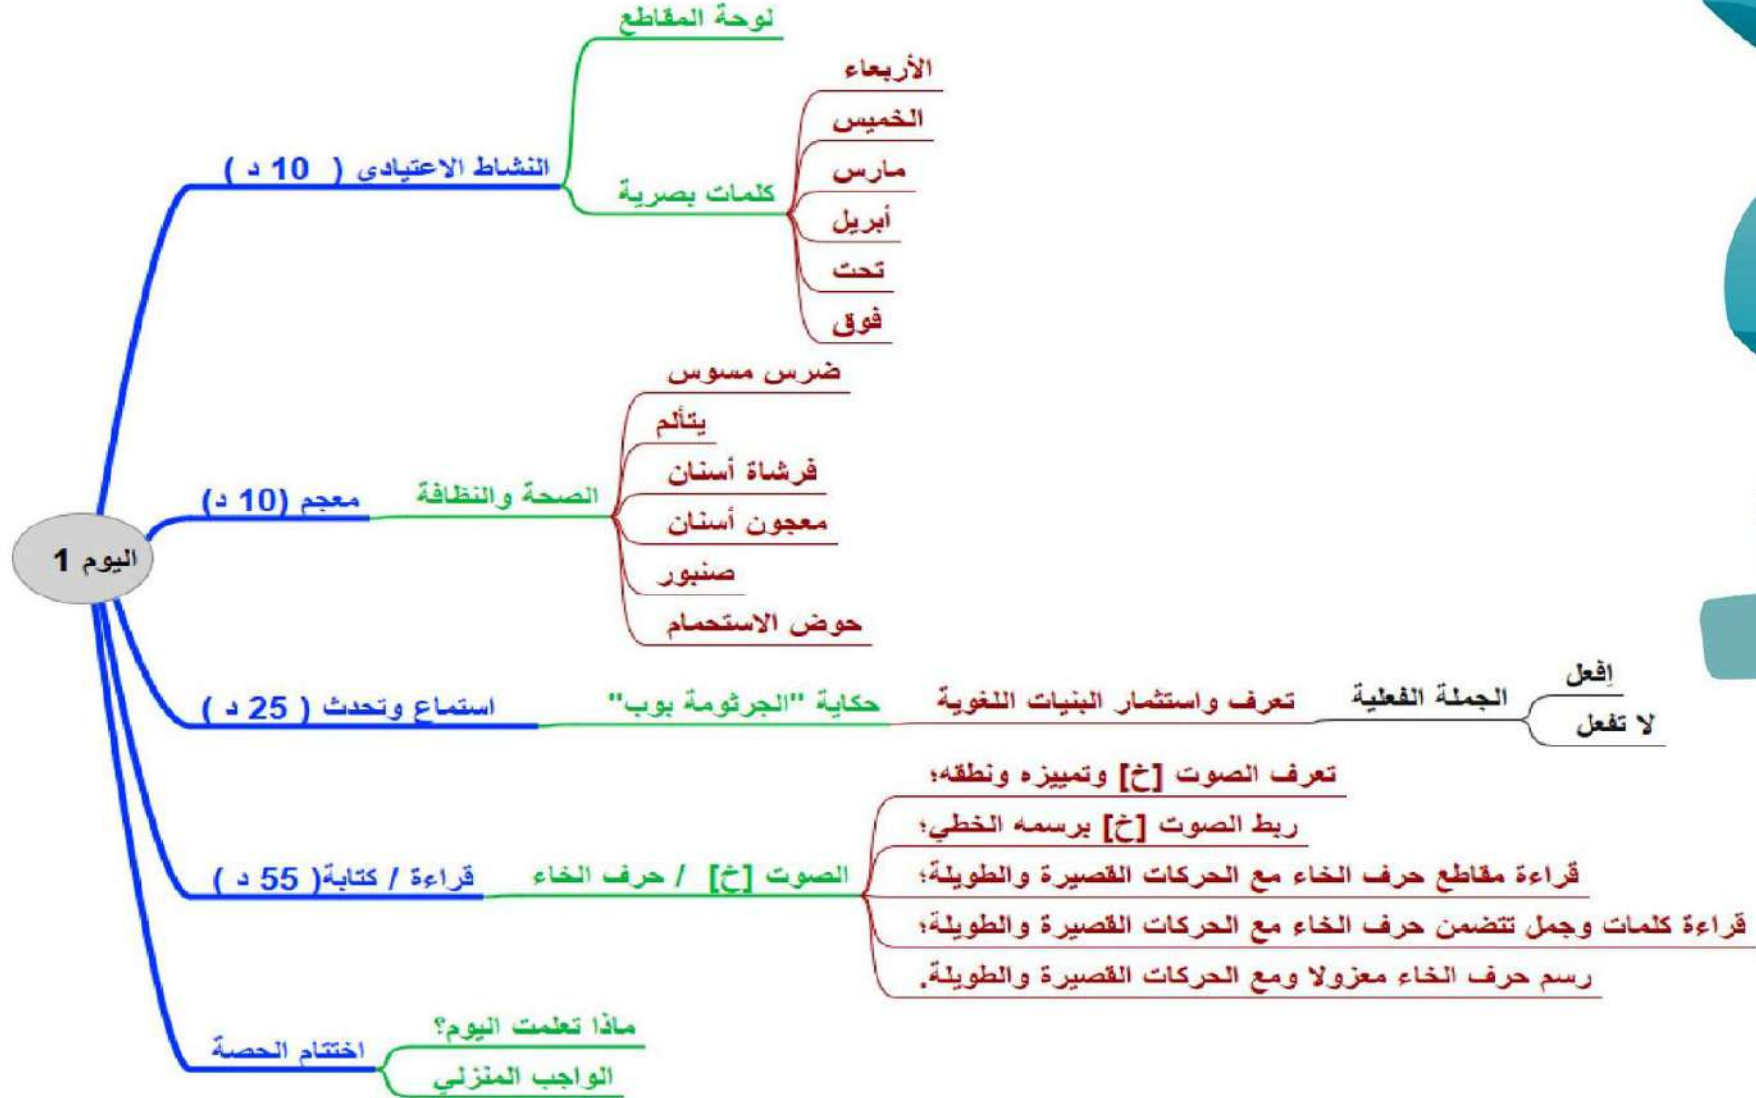 اليوم 1
النشاط الاعتيادي ( 10 د )
لوحة المقاطع
كلمات بصرية
الأربعاء
الخميس
مارس
أبريل
تحت
فوق
معجم (10 د)
الصحة والنظافة
ضرس مسوس
يتألم
فرشاة أسنان
معجون أسنان
صنبور
حوض الاستحمام
استماع وتحدث ( 25 د )
حكاية "الجرثومة بوب"
تعرف واستثمار البنيات اللغوية
الجملة الفعلية
اِفعل
لا تفعل
قراءة / كتابة( 55 د )
الصوت [خ] / حرف الخاء
تعرف الصوت [خ] وتمييزه ونطقه؛
ربط الصوت [خ] برسمه الخطي؛
قراءة مقاطع حرف الخاء مع الحركات القصيرة والطويلة؛
قراءة كلمات وجمل تتضمن حرف الخاء مع الحركات القصيرة والطويلة؛
رسم حرف الخاء معزولا ومع الحركات القصيرة والطويلة.
اختتام الحصة
ماذا تعلمت اليوم؟
الواجب المنزلي